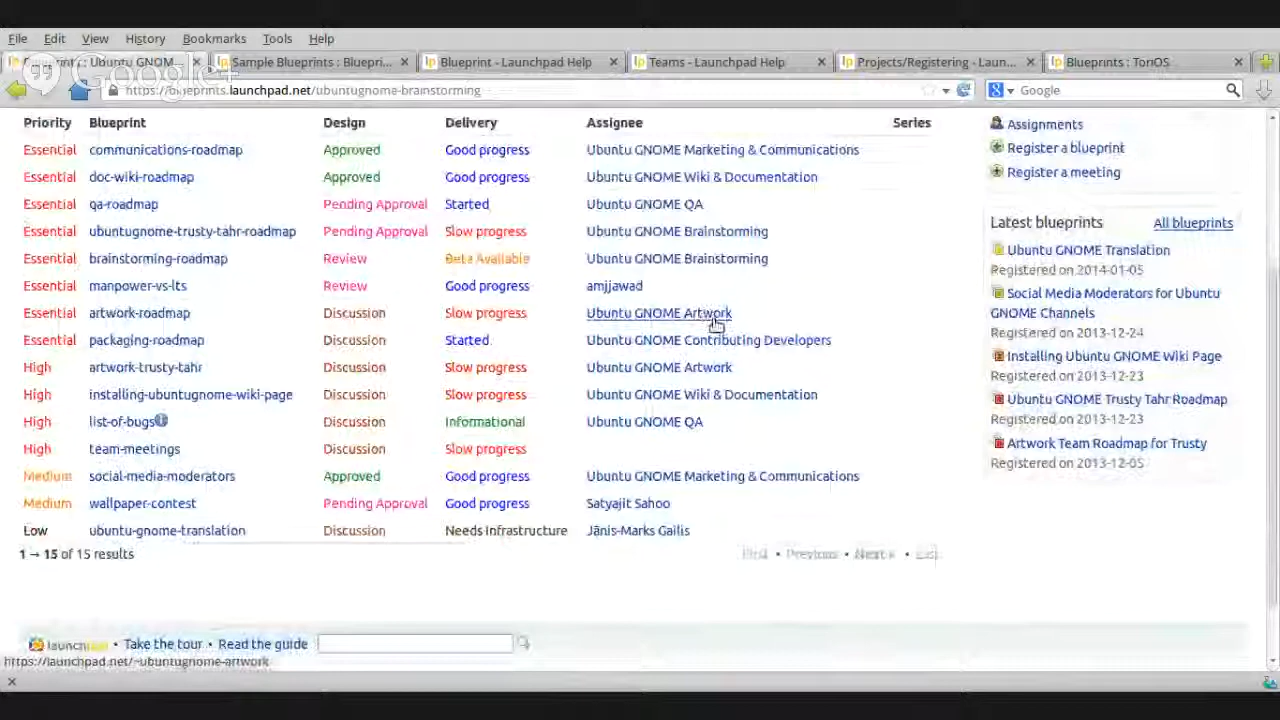 File Edit View History Bookmarks Tools Help
Blueprints : Ubuntu GNOM... Sample Blueprints : Bluepri... Blueprint - Launchpad Help Teams - Launchpad Help Projects/Registering - Laun... Blueprints : ToriOS
Google+
https://blueprints.launchpad.net/ubuntugnome-brainstorming Google
Priority Blueprint Design Delivery Assignee Series
Essential communications-roadmap Approved Good progress Ubuntu GNOME Marketing & Communications
Essential doc-wiki-roadmap Approved Good progress Ubuntu GNOME Wiki & Documentation
Essential qa-roadmap Pending Approval Started Ubuntu GNOME QA
Essential ubuntugnome-trusty-tahr-roadmap Pending Approval Slow progress Ubuntu GNOME Brainstorming
Essential brainstorming-roadmap Review Beta Available Ubuntu GNOME Brainstorming
Essential manpower-vs-lts Review Good progress amjjawad
Essential artwork-roadmap Discussion Slow progress Ubuntu GNOME Artwork
Essential packaging-roadmap Discussion Started Ubuntu GNOME Contributing Developers
High artwork-trusty-tahr Discussion Slow progress Ubuntu GNOME Artwork
High installing-ubuntugnome-wiki-page Discussion Slow progress Ubuntu GNOME Wiki & Documentation
High list-of-bugs Discussion Informational Ubuntu GNOME QA
High team-meetings Discussion Slow progress
Medium social-media-moderators Approved Good progress Ubuntu GNOME Marketing & Communications
Medium wallpaper-contest Pending Approval Good progress Satyajit Sahoo
Low ubuntu-gnome-translation Discussion Needs Infrastructure Jānis-Marks Gailis
1 → 15 of 15 results First • Previous • Next • Last
Assignments
Register a blueprint
Register a meeting
Latest blueprints All blueprints
Ubuntu GNOME Translation
Registered on 2014-01-05
Social Media Moderators for Ubuntu
GNOME Channels
Registered on 2013-12-24
Installing Ubuntu GNOME Wiki Page
Registered on 2013-12-23
Ubuntu GNOME Trusty Tahr Roadmap
Registered on 2013-12-23
Artwork Team Roadmap for Trusty
Registered on 2013-12-05
launchpad • Take the tour • Read the guide
https://launchpad.net/~ubuntugnome-artwork